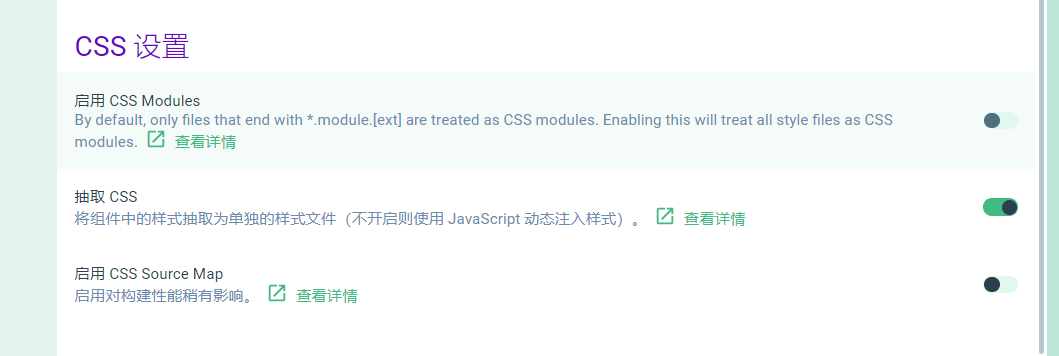 CSS 设置
启用 CSS Modules
By default, only files that end with *.module.[ext] are treated as CSS modules. Enabling this will treat all style files as CSS
modules. 查看详情
抽取 CSS
将组件中的样式抽取为单独的样式文件（不开启则使用 JavaScript 动态注入样式）。 查看详情
启用 CSS Source Map
启用对构建性能稍有影响。 查看详情